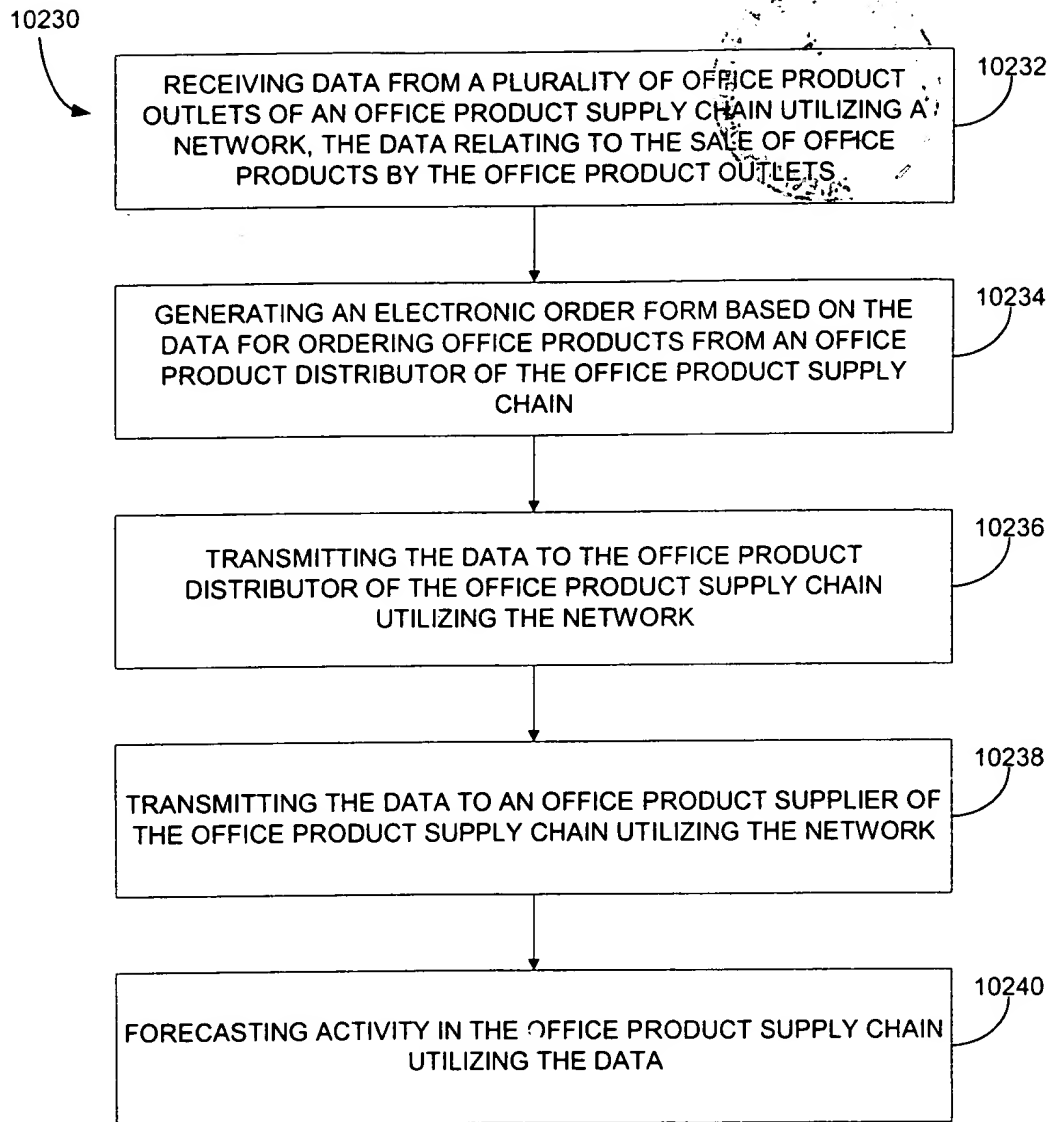 10230
RECEIVING DATA FROM A PLURALITY OF OFFICE PRODUCT
OUTLETS OF AN OFFICE PRODUCT SUPPLY CHAIN UTILIZING A
NETWORK, THE DATA RELATING TO THE SALE OF OFFICE
PRODUCTS BY THE OFFICE PRODUCT OUTLETS
10232
GENERATING AN ELECTRONIC ORDER FORM BASED ON THE
DATA FOR ORDERING OFFICE PRODUCTS FROM AN OFFICE
PRODUCT DISTRIBUTOR OF THE OFFICE PRODUCT SUPPLY
CHAIN
10234
TRANSMITTING THE DATA TO THE OFFICE PRODUCT
DISTRIBUTOR OF THE OFFICE PRODUCT SUPPLY CHAIN
UTILIZING THE NETWORK
10236
TRANSMITTING THE DATA TO AN OFFICE PRODUCT SUPPLIER OF
THE OFFICE PRODUCT SUPPLY CHAIN UTILIZING THE NETWORK
10238
FORECASTING ACTIVITY IN THE OFFICE PRODUCT SUPPLY CHAIN
UTILIZING THE DATA
10240